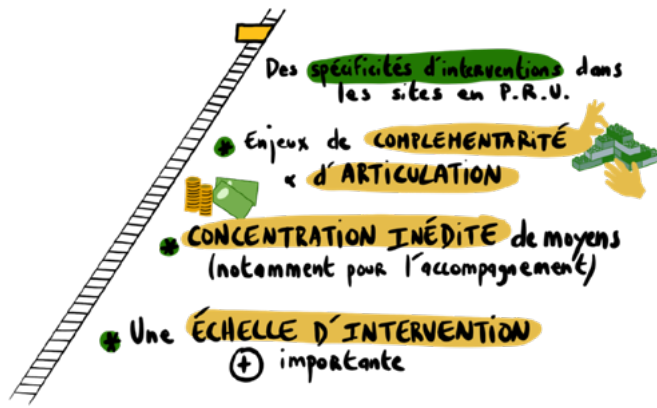 Des spécificités d'interventions dans
les sites en P.R.U.
* Enjeux de COMPLEMENTARITÉ
& d'ARTICULATION
* CONCENTRATION INÉDITE de moyens
(notamment pour l'accompagnement)
* Une ÉCHELLE D'INTERVENTION
+ importante